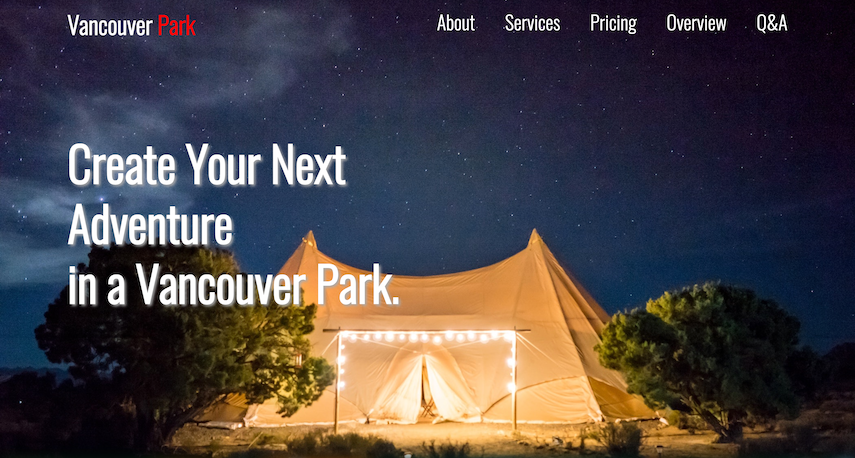 Vancouver Park
About Services Pricing Overview Q&A
Create Your Next
Adventure
in a Vancouver Park.